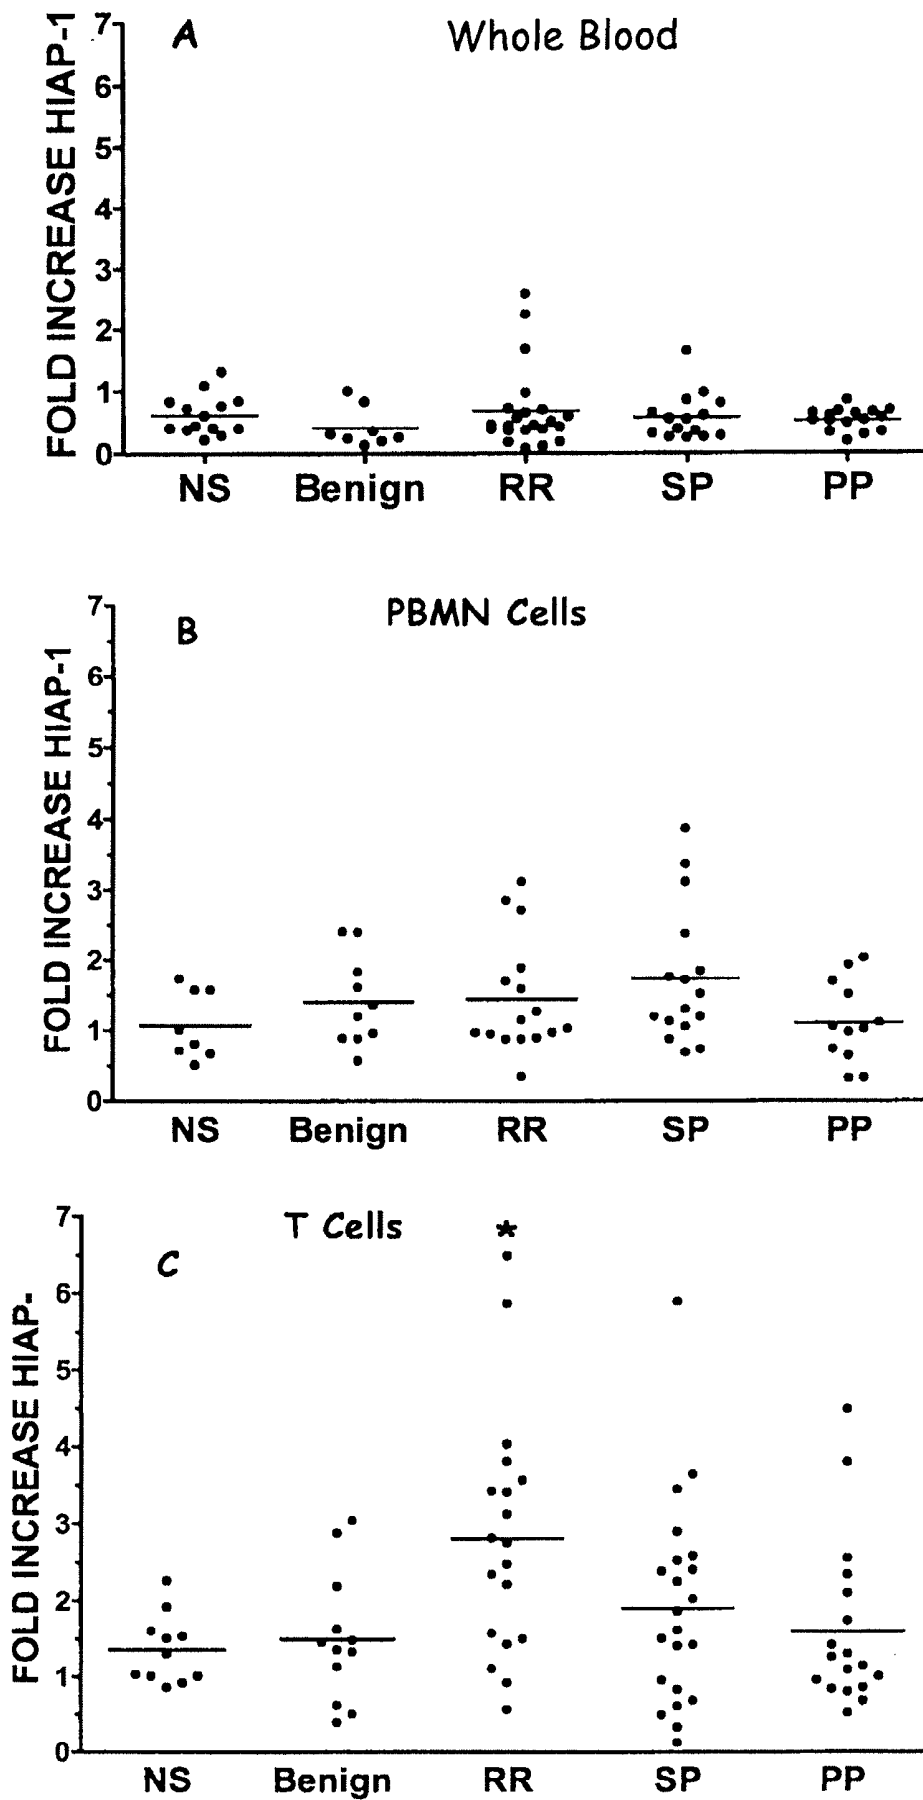 A
Whole Blood
FOLD INCREASE HIAP-1
7
6
5
4
3
2
1
0
NS Benign RR SP PP
B
PBMN Cells
FOLD INCREASE HIAP-1
7
6
5
4
3
2
1
0
NS Benign RR SP PP
C
T Cells
*
FOLD INCREASE HIAP-
7
6
5
4
3
2
1
0
NS Benign RR SP PP